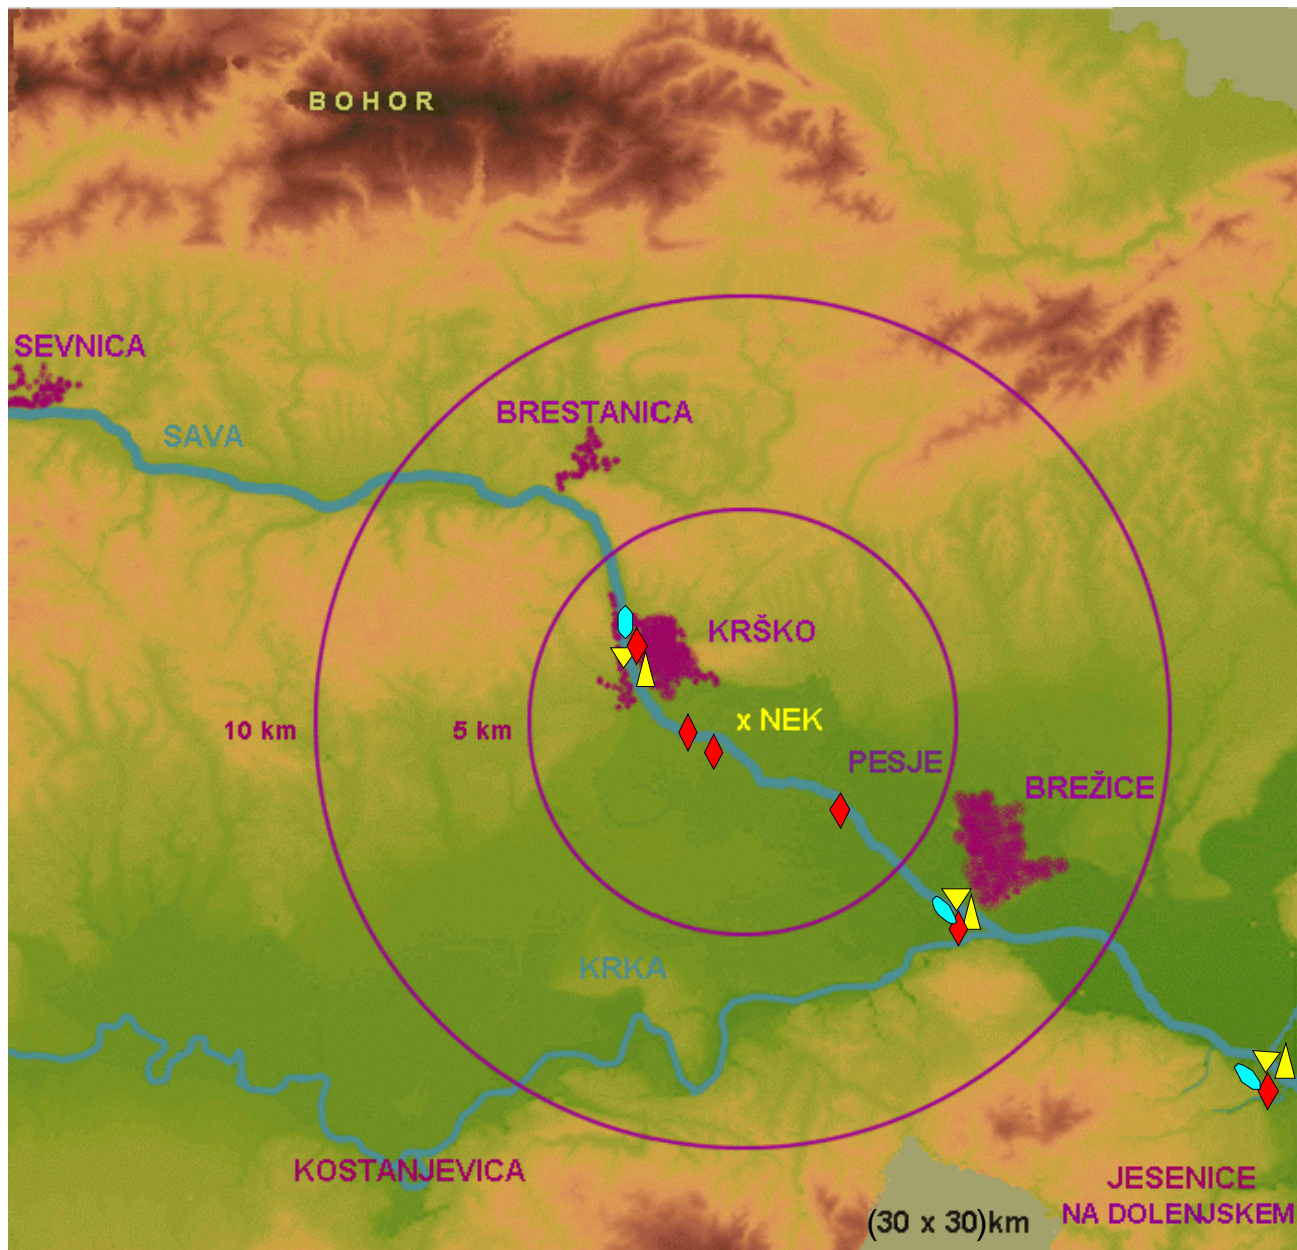 BOHOR
SEVNICA
BRESTANICA
SAVA
KRŠKO
10 km
5 km
x NEK
PESJE
BREŽICE
KRKA
KOSTANJEVICA
JESENICE
NA DOLENJSKEM
(30 x 30)km